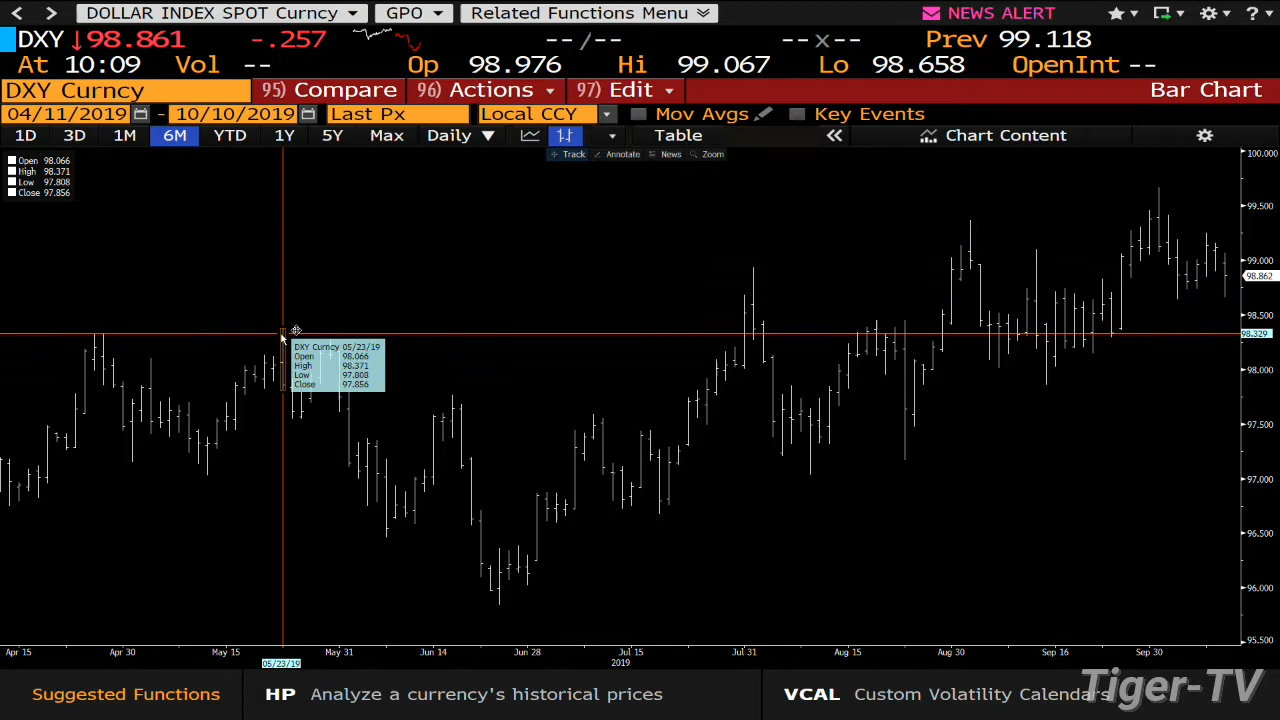 DOLLAR INDEX SPOT Curncy GPO Related Functions Menu NEWS ALERT ?
DXY ↓98.861 -.257 --/-- --x-- Prev 99.118
At 10:09 Vol -- Op 98.976 Hi 99.067 Lo 98.658 OpenInt --
DXY Curncy 95) Compare 96) Actions 97) Edit Bar Chart
04/11/2019 - 10/10/2019 Last Px Local CCY Mov Avgs Key Events
1D 3D 1M 6M YTD 1Y 5Y Max Daily ▼ Table « Chart Content
Track Annotate News Zoom
Open 98.066
High 98.371
Low 97.808
Close 97.856
100.000
99.500
99.000
98.862
98.500
98.329
98.000
97.500
97.000
96.500
96.000
95.500
DXY Curncy 05/23/19
Open 98.066
High 98.371
Low 97.808
Close 97.856
Apr 15 Apr 30 May 15 May 31 Jun 14 Jun 28 Jul 15 Jul 31 Aug 15 Aug 30 Sep 16 Sep 30
05/23/19 2019
Suggested Functions HP Analyze a currency's historical prices VCAL Custom Volatility Calendars
Tiger-TV